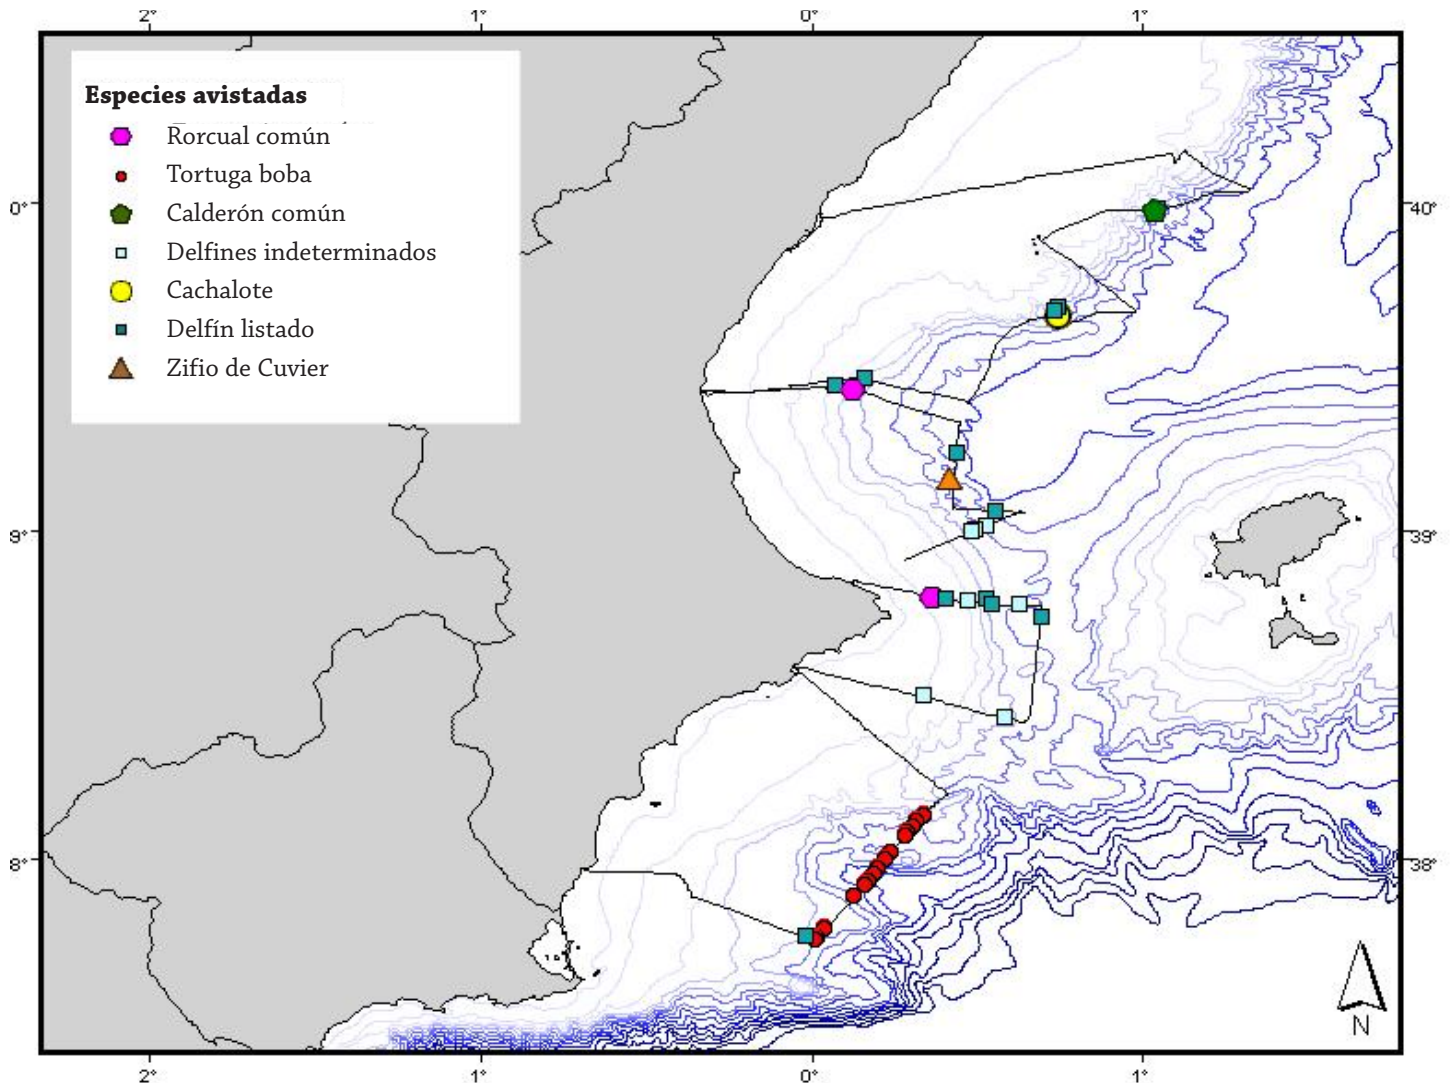 2° 1° 0° 1°
Especies avistadas
Rorcual común
Tortuga boba
Calderón común
Delfines indeterminados
Cachalote
Delfín listado
Zifio de Cuvier
0° 40°
9° 39°
8° 38°
N
2° 1° 0° 1°